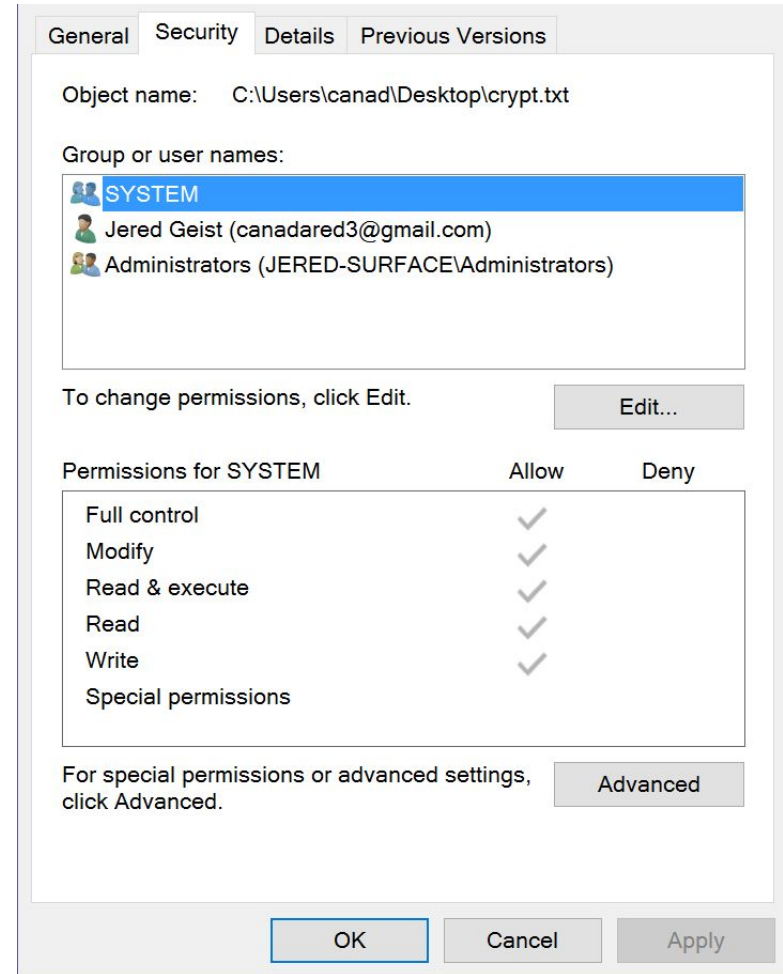 General Security Details Previous Versions
Object name: C:\Users\canad\Desktop\crypt.txt
Group or user names:
SYSTEM
Jered Geist (canadared3@gmail.com)
Administrators (JERED-SURFACE\Administrators)
To change permissions, click Edit.
Edit...
Permissions for SYSTEM Allow Deny
Full control
Modify
Read & execute
Read
Write
Special permissions
For special permissions or advanced settings,
click Advanced.
Advanced
OK Cancel Apply